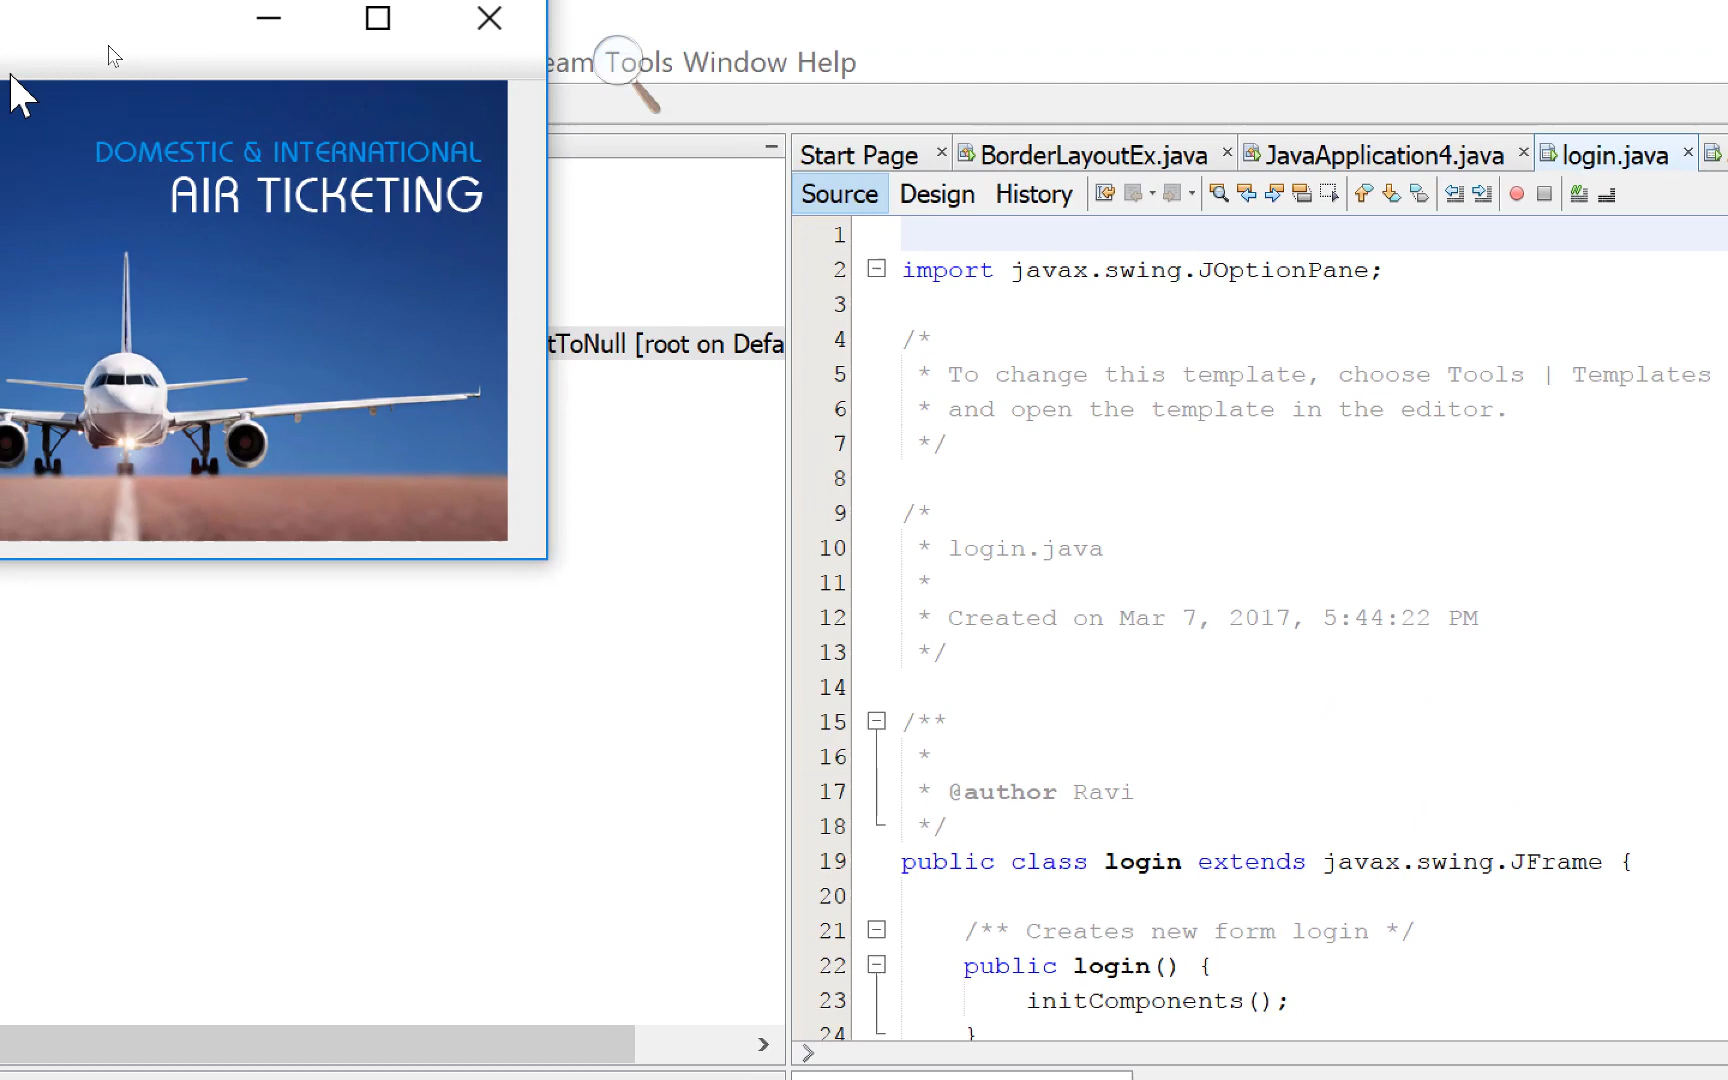 eam Tools Window Help
DOMESTIC & INTERNATIONAL
AIR TICKETING
tToNull [root on Defa
Start Page
BorderLayoutEx.java
JavaApplication4.java
login.java
Source Design History
1
2 import javax.swing.JOptionPane;
3
4 /*
5 * To change this template, choose Tools | Templates
6 * and open the template in the editor.
7 */
8
9 /*
10 * login.java
11 *
12 * Created on Mar 7, 2017, 5:44:22 PM
13 */
14
15 /**
16 *
17 * @author Ravi
18 */
19 public class login extends javax.swing.JFrame {
20
21 /** Creates new form login */
22 public login() {
23 initComponents();
24 }